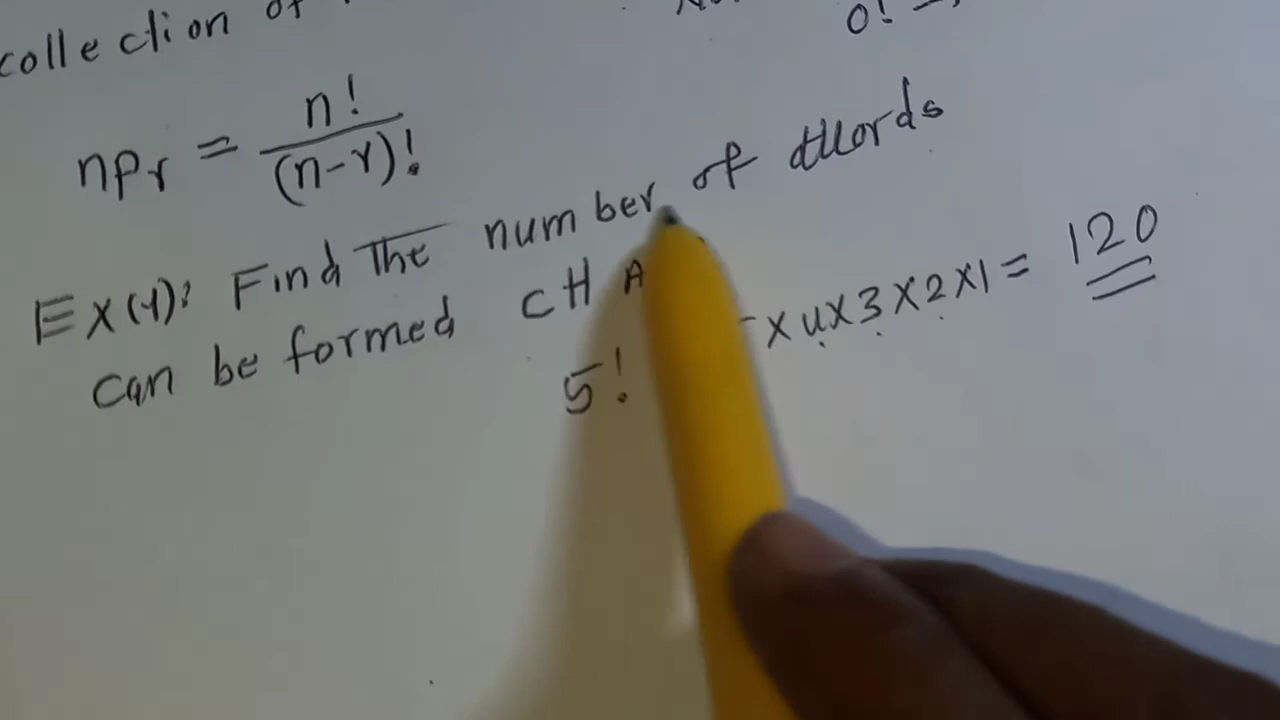 collection of
0!
nPr = n! / (n-r)!
Ex(1): Find The number of words
can be formed CHA
5! x 4 x 3 x 2 x 1 = 120